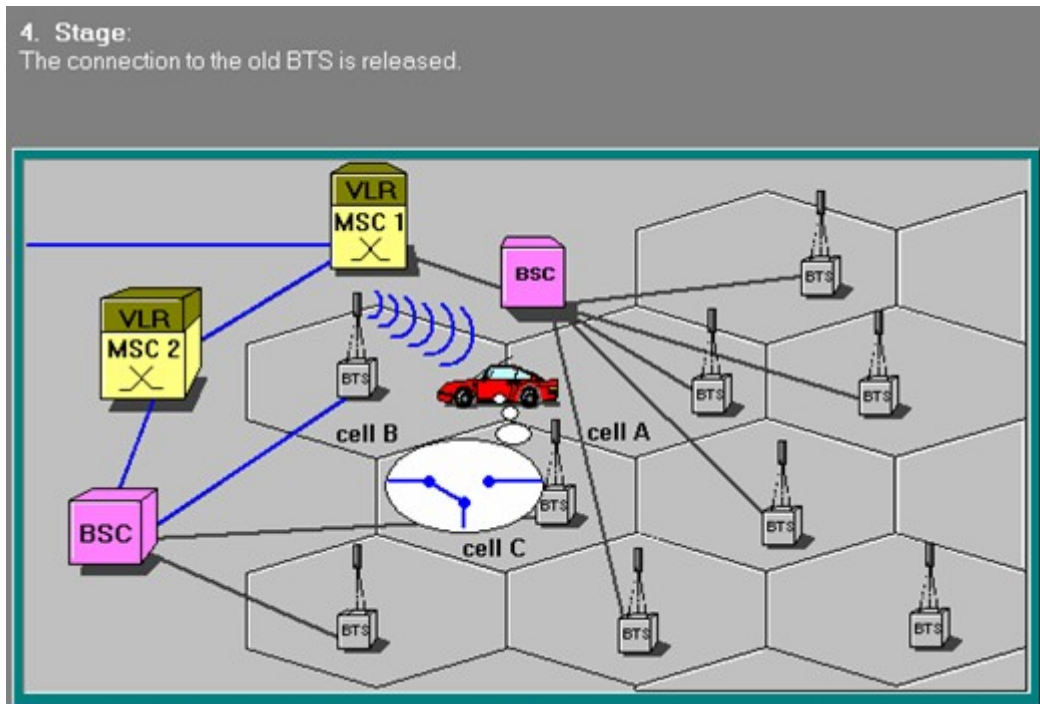 4. Stage:
The connection to the old BTS is released.
VLR
MSC 1
BSC
BTS
VLR
MSC 2
BTS
BTS
BTS
cell B
cell A
BTS
BTS
BSC
cell C
BTS
BTS
BTS